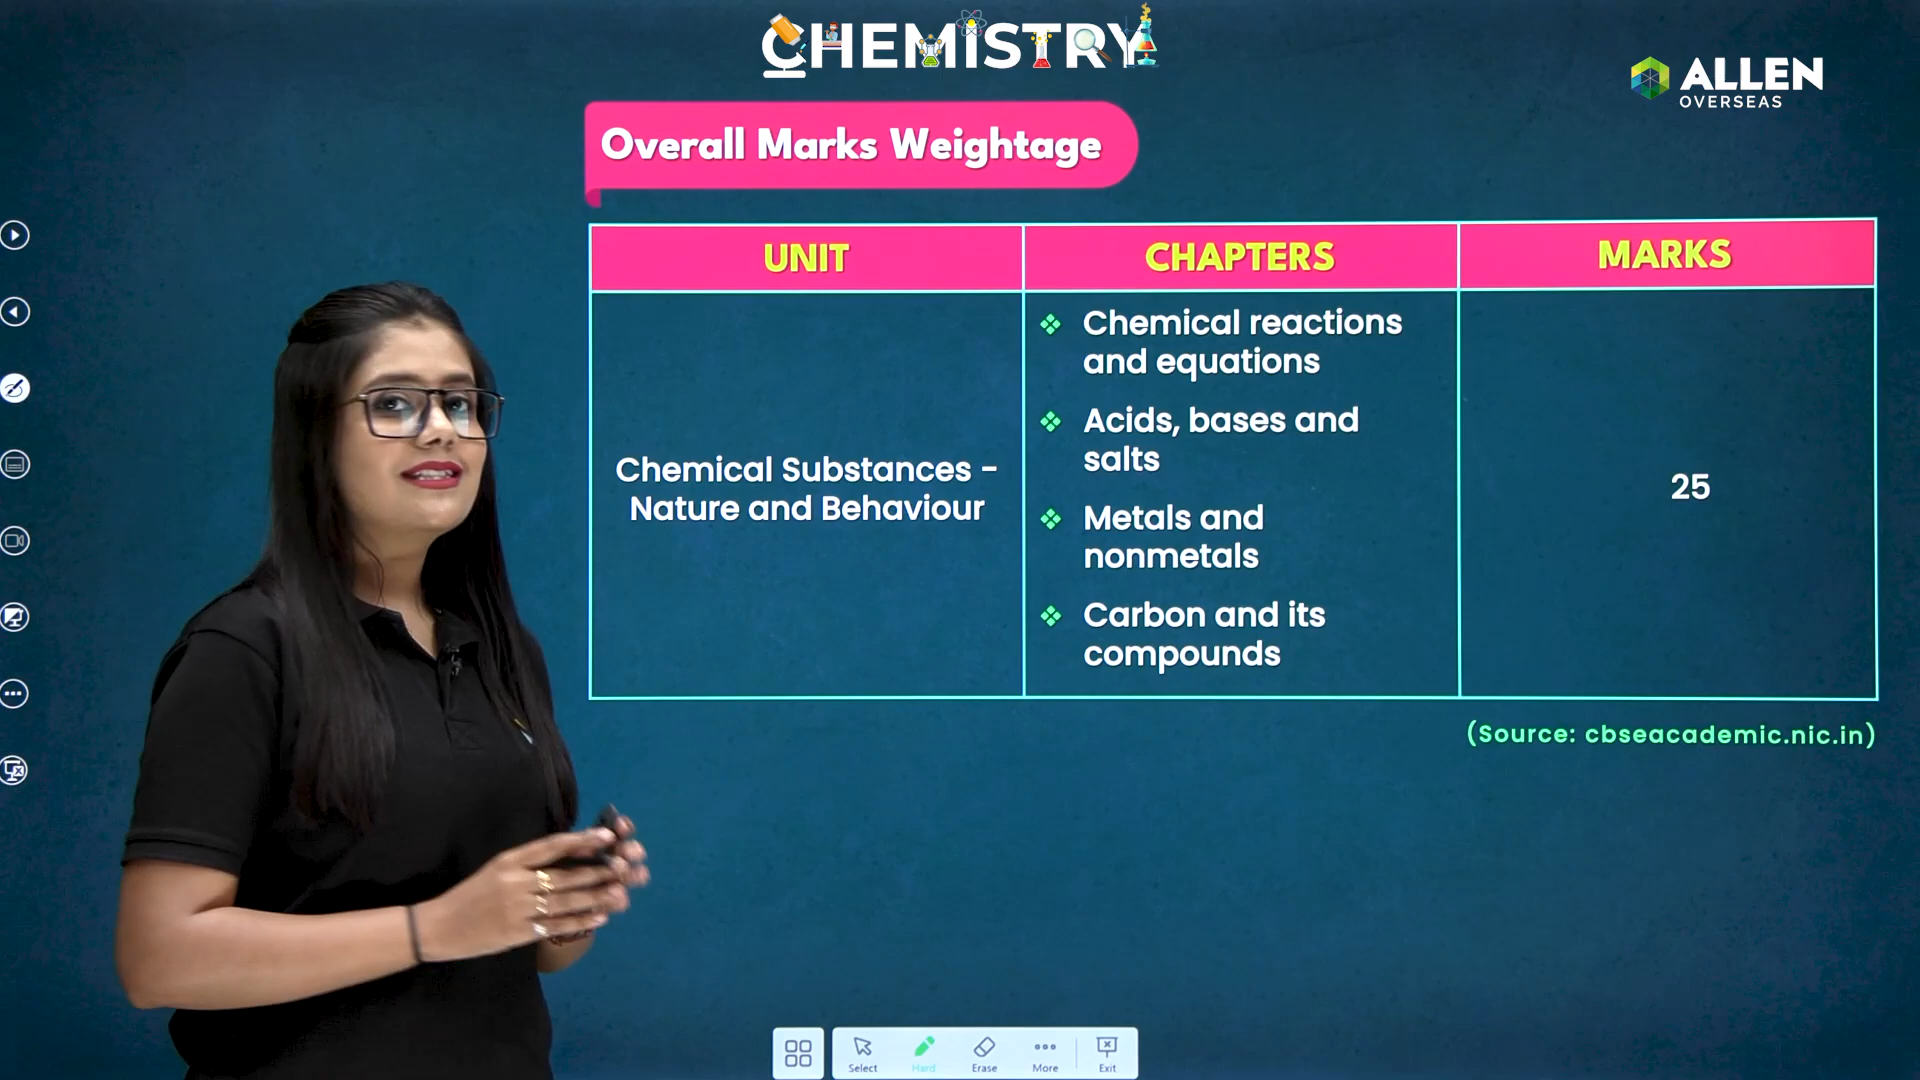 CHEMISTRY
ALLEN
OVERSEAS
Overall Marks Weightage
UNIT
CHAPTERS
MARKS
Chemical Substances -
Nature and Behaviour
Chemical reactions
and equations
Acids, bases and
salts
Metals and
nonmetals
Carbon and its
compounds
25
(Source: cbseacademic.nic.in)
Select
Hard
Erase
More
Exit